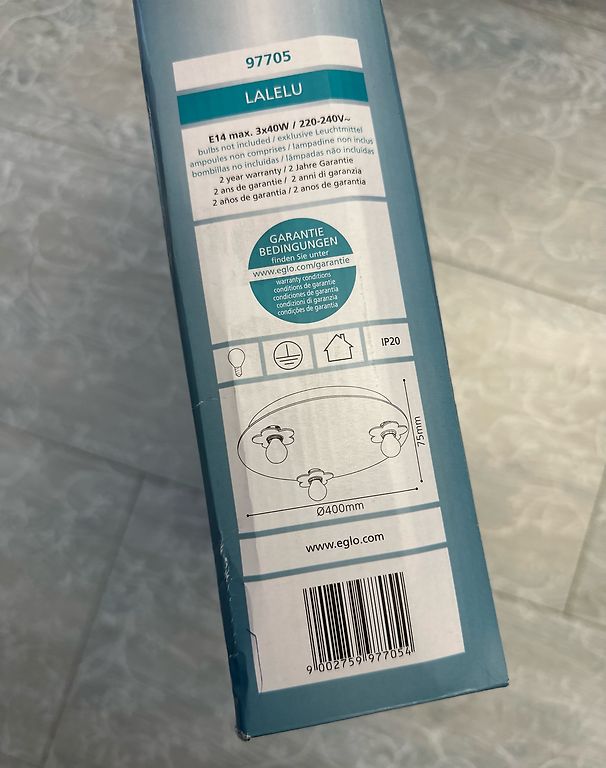 97705
LALELU
E14 max. 3x40W / 220-240V~
bulbs not included / exklusive Leuchtmittel
ampoules non comprises / lampadine non inclus
bombillas no incluidas / lâmpadas não incluidas
2 year warranty / 2 Jahre Garantie
2 ans de garantie / 2 anni di garanzia
2 años de garantia / 2 anos de garantia
GARANTIE
BEDINGUNGEN
finden Sie unter
www.eglo.com/garantie
warranty conditions
conditions de garantie
condiciones de garantia
condizioni di garanzia
condições de garantia
IP20
75mm
Ø400mm
www.eglo.com
9 002759 977054